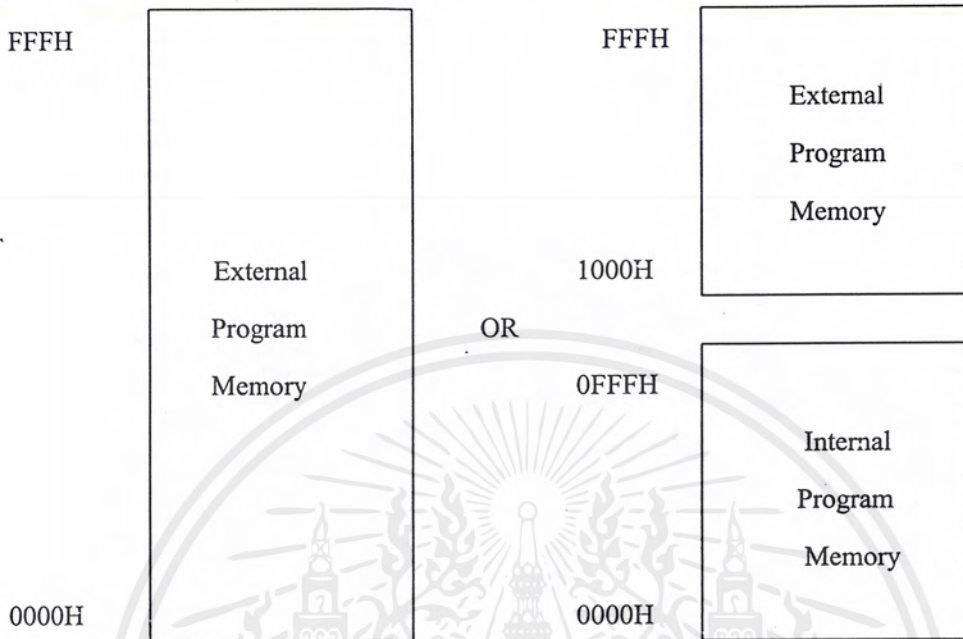 FFFH
External
Program
Memory
0000H
OR
FFFH
External
Program
Memory
1000H
0FFFH
Internal
Program
Memory
0000H